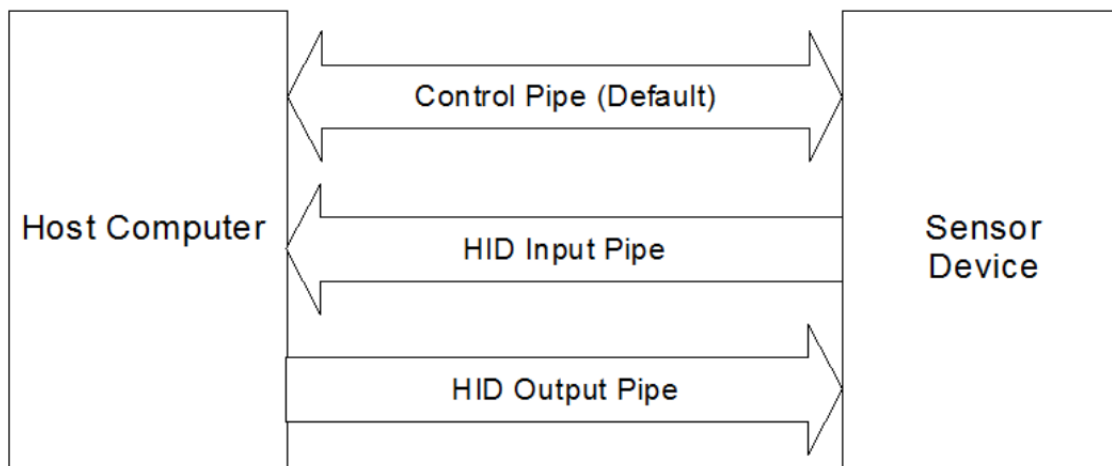 Control Pipe (Default)
Host Computer
HID Input Pipe
Sensor
Device
HID Output Pipe